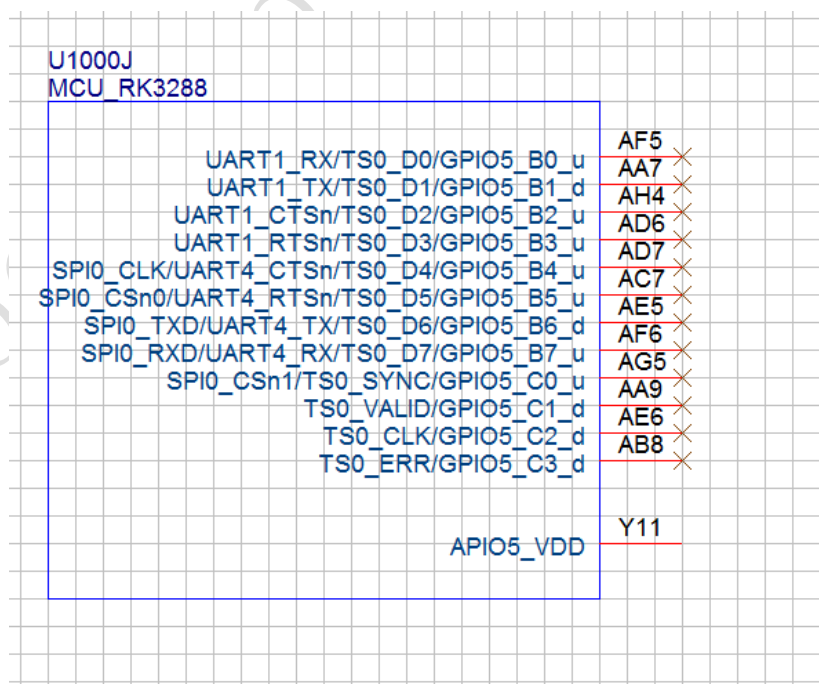 U1000J
MCU_RK3288
UART1_RX/TS0_D0/GPIO5_B0_u AF5
UART1_TX/TS0_D1/GPIO5_B1_d AA7
UART1_CTSn/TS0_D2/GPIO5_B2_u AH4
UART1_RTSn/TS0_D3/GPIO5_B3_u AD6
SPI0_CLK/UART4_CTSn/TS0_D4/GPIO5_B4_u AD7
SPI0_CSn0/UART4_RTSn/TS0_D5/GPIO5_B5_u AC7
SPI0_TXD/UART4_TX/TS0_D6/GPIO5_B6_d AE5
SPI0_RXD/UART4_RX/TS0_D7/GPIO5_B7_u AF6
SPI0_CSn1/TS0_SYNC/GPIO5_C0_u AG5
TS0_VALID/GPIO5_C1_d AA9
TS0_CLK/GPIO5_C2_d AE6
TS0_ERR/GPIO5_C3_d AB8
APIO5_VDD Y11